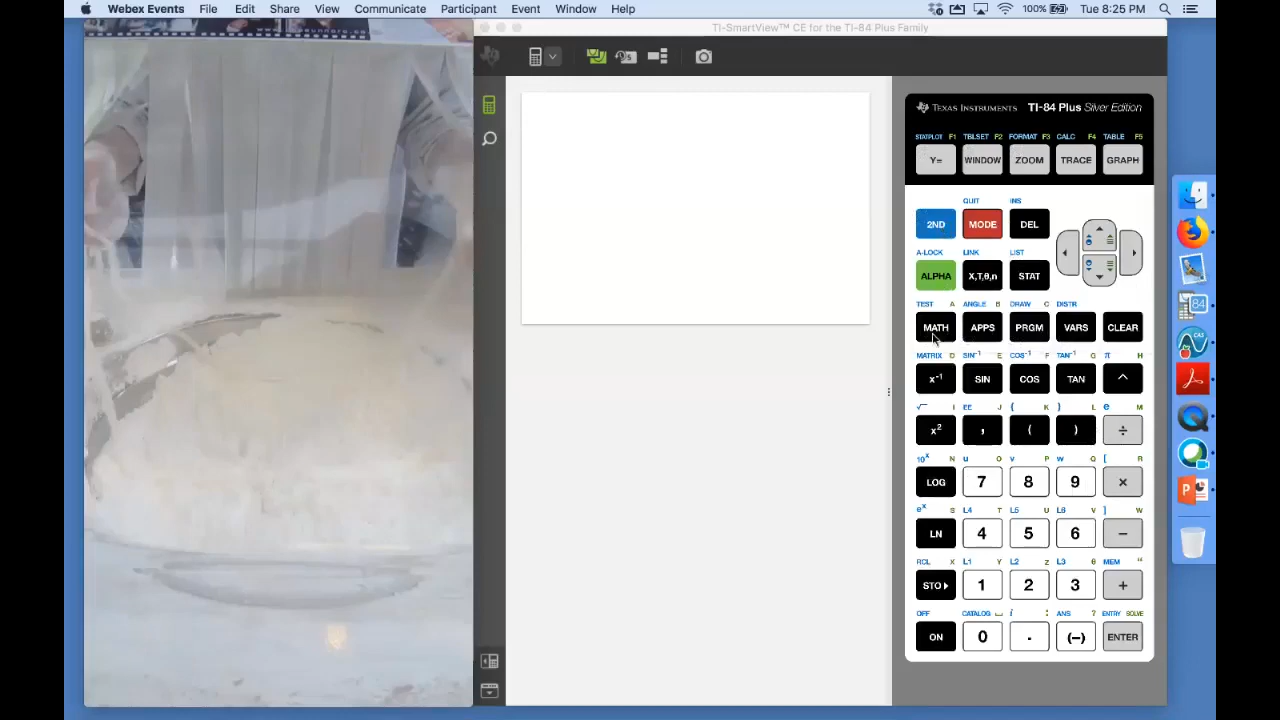 Webex Events File Edit Share View Communicate Participant Event Window Help 100% Tue 8:25 PM
TI-SmartView™ CE for the TI-84 Plus Family
TEXAS INSTRUMENTS TI-84 Plus Silver Edition
STATPLOT F1 TBLSET F2 FORMAT F3 CALC F4 TABLE F5
Y= WINDOW ZOOM TRACE GRAPH
QUIT INS
2ND MODE DEL
A-LOCK LINK LIST
ALPHA X,T,θ,n STAT
TEST A ANGLE B DRAW C DISTR
MATH APPS PRGM VARS CLEAR
MATRIX D SIN⁻¹ E COS⁻¹ F TAN⁻¹ G π H
x⁻¹ SIN COS TAN ^
√ I EE J { K } L e M
x² , ( ) ÷
10ˣ N u O v P w Q [ R
LOG 7 8 9 ×
eˣ S L4 T L5 U L6 V ] W
LN 4 5 6 −
RCL X L1 Y L2 Z L3 θ MEM "
STO▸ 1 2 3 +
OFF CATALOG ⎵ i : ANS ? ENTRY SOLVE
ON 0 . (−) ENTER
84
CAS